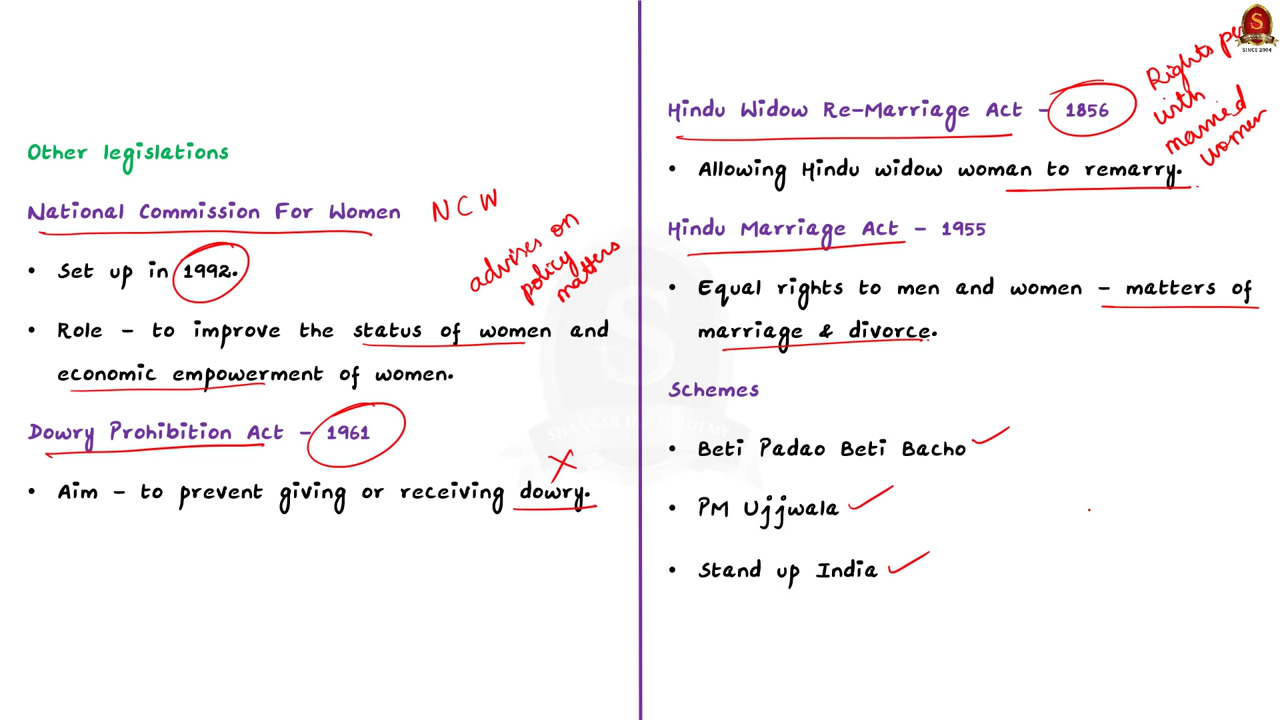 Other legislations
National Commission For Women
NCW
• Set up in 1992.
advises on
policy
matters
• Role - to improve the status of women and
economic empowerment of women.
Dowry Prohibition Act - 1961
• Aim - to prevent giving or receiving dowry.
Hindu Widow Re-Marriage Act - 1856
Rights
with
married
women
• Allowing Hindu widow woman to remarry.
Hindu Marriage Act - 1955
• Equal rights to men and women - matters of
marriage & divorce.
Schemes
• Beti Padao Beti Bacho
• PM Ujjwala
• Stand up India
S
SINCE 2004